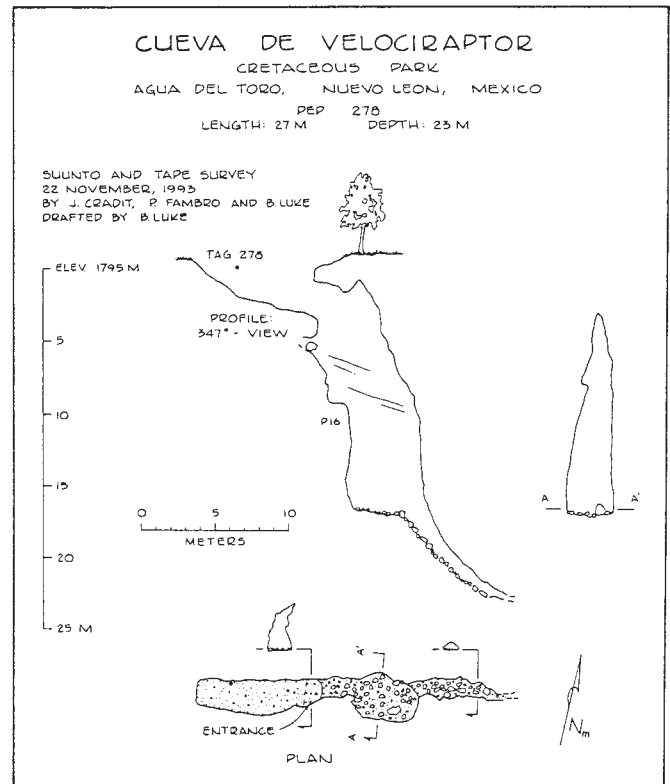 CUEVA DE VELOCIRAPTOR
CRETACEOUS PARK
AGUA DEL TORO, NUEVO LEON, MEXICO
PEP 278
LENGTH: 27 M DEPTH: 23 M
SUUNTO AND TAPE SURVEY
22 NOVEMBER, 1993
BY J. CRADIT, P. FAMBRO AND B. LUKE
DRAFTED BY B. LUKE
ELEV. 1795 M
TAG 278
PROFILE:
347° - VIEW
5
10
P16
15
A A'
0 5 10
METERS
20
25 M
A'
A'
ENTRANCE
A
PLAN
Nm